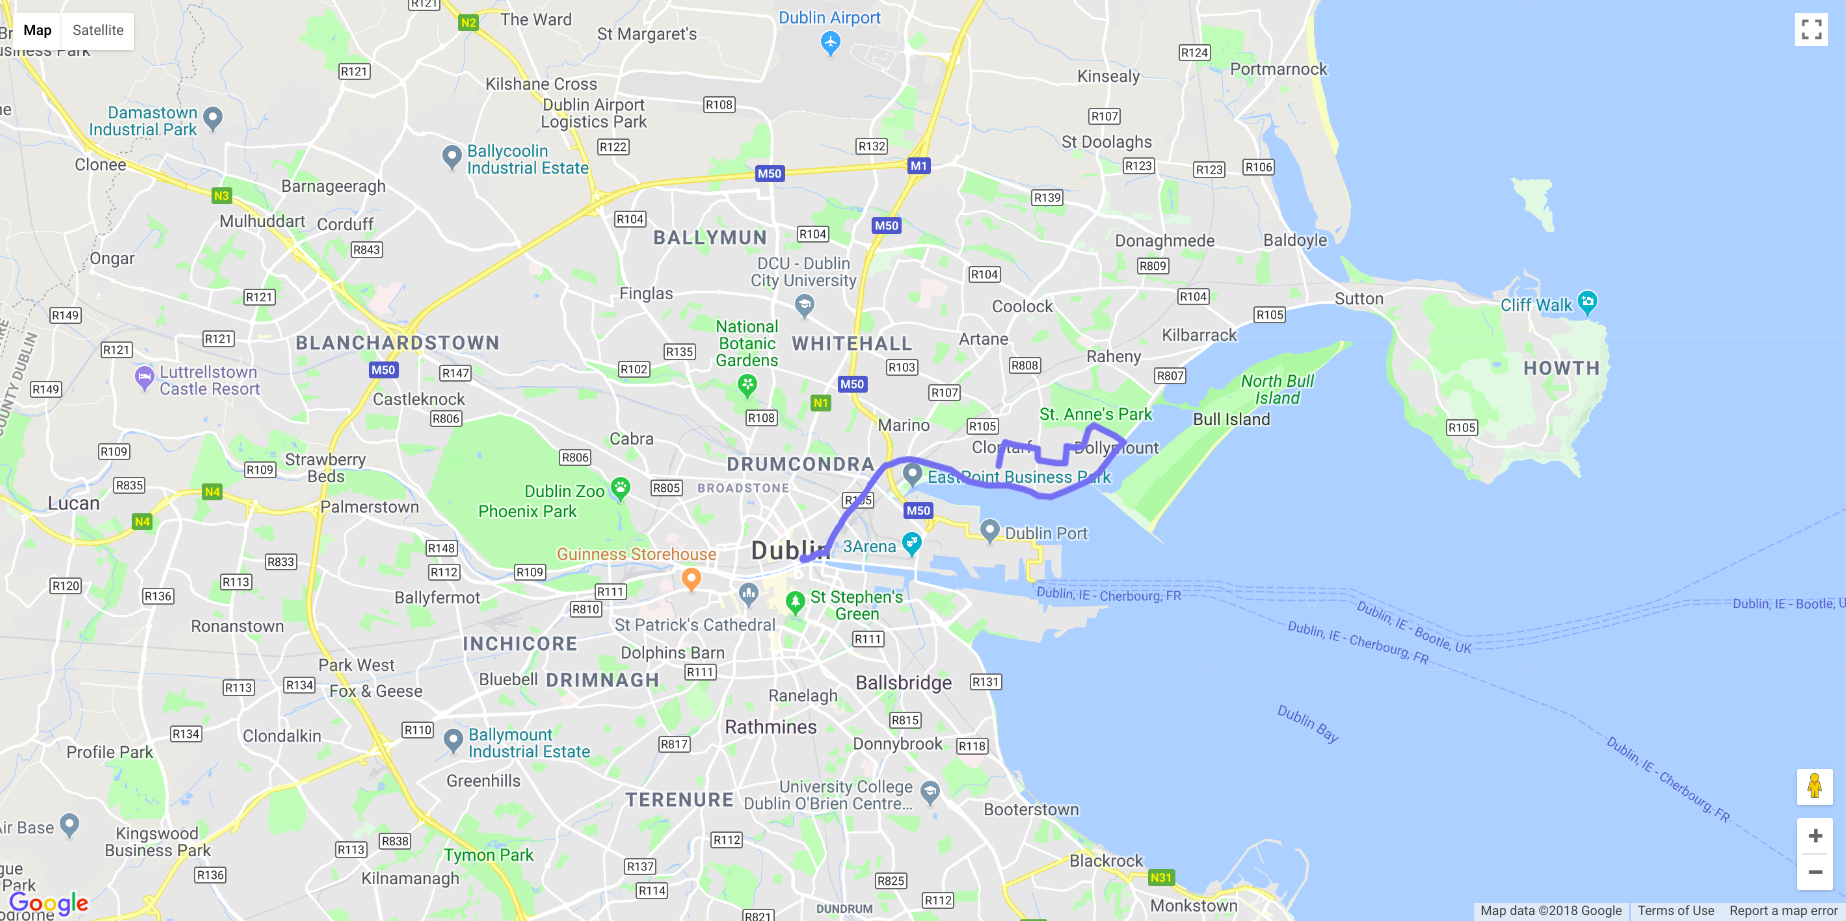 Map
Satellite
N2
R121
The Ward
St Margaret's
Dublin Airport
R124
Portmarnock
Kinsealy
R121
Kilshane Cross
Dublin Airport
Logistics Park
R108
R107
Damastown
Industrial Park
Clonee
Ballycoolin
Industrial Estate
R122
R132
M1
St Doolaghs
R123
R123
R106
Barnageeragh
N3
M50
R139
Mulhuddart
Corduff
R104
BALLYMUN
R104
M50
Donaghmede
Baldoyle
R843
Ongar
DCU - Dublin
City University
R104
R809
R121
Finglas
Coolock
R104
Sutton
Cliff Walk
R149
R105
R121
BLANCHARDSTOWN
National
Botanic
Gardens
WHITEHALL
Artane
Kilbarrack
R121
R135
Raheny
HOWTH
M50
R147
R102
R103
R808
R807
Luttrellstown
Castle Resort
R149
M50
R107
North Bull
Island
COUNTY DUBLIN
Castleknock
R806
N1
R108
Marino
R105
St. Anne's Park
Bull Island
R105
Cabra
Clontarf
Dollymount
R109
Strawberry
Beds
R806
DRUMCONDRA
R109
R835
N4
Dublin Zoo
Phoenix Park
R805
BROADSTONE
EastPoint Business Park
Lucan
N4
Palmerstown
R105
M50
Dublin Port
R148
Guinness Storehouse
Dublin
3Arena
R833
R112
R109
R120
R113
R136
Ballyfermot
R111
R810
St Stephen's
Green
Dublin, IE - Cherbourg, FR
Dublin, IE - Bootle, UK
Dublin, IE - Bootle, U
Dublin, IE - Cherbourg, FR
Ronanstown
INCHICORE
St Patrick's Cathedral
R111
Dolphins Barn
Park West
R113
R134
Fox & Geese
Bluebell
DRIMNAGH
R111
Ranelagh
Ballsbridge
R131
R134
Clondalkin
R110
Rathmines
R815
Dublin Bay
Profile Park
Ballymount
Industrial Estate
R817
Donnybrook
R118
Dublin, IE - Cherbourg, FR
Greenhills
TERENURE
University College
Dublin O'Brien Centre...
Booterstown
Air Base
Kingswood
Business Park
R113
R838
R112
Tymon Park
R137
Blackrock
R136
Kilnamanagh
R114
R825
R112
N31
Monkstown
R821
DUNDRUM
Google
Map data ©2018 Google
Terms of Use
Report a map error